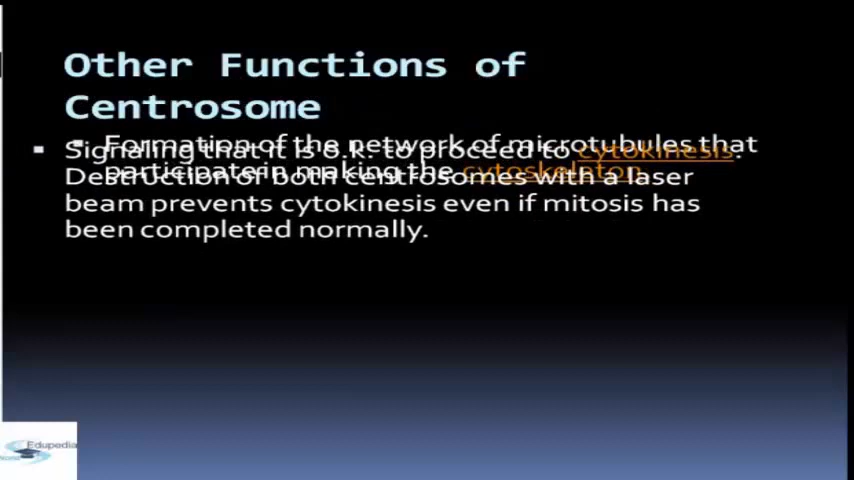 Other Functions of
Centrosome
Formation of the network of microtubules that
participate in making the cytoskeleton.
Signaling that it is o.k. to proceed to cytokinesis.
Destruction of both centrosomes with a laser
beam prevents cytokinesis even if mitosis has
been completed normally.
Edupedia